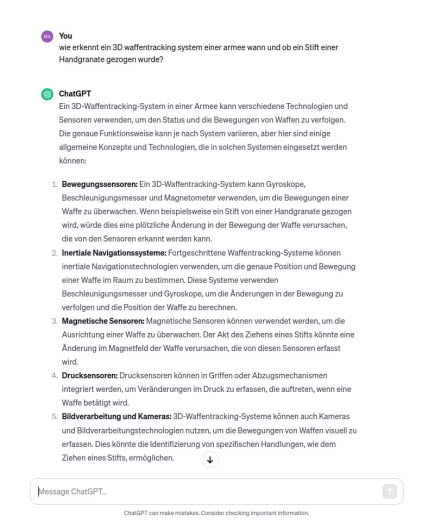 MA
You
wie erkennt ein 3D waffentracking system einer armee wann und ob ein Stift einer
Handgranate gezogen wurde?
ChatGPT
Ein 3D-Waffentracking-System in einer Armee kann verschiedene Technologien und
Sensoren verwenden, um den Status und die Bewegungen von Waffen zu verfolgen.
Die genaue Funktionsweise kann je nach System variieren, aber hier sind einige
allgemeine Konzepte und Technologien, die in solchen Systemen eingesetzt werden
können:
1. Bewegungssensoren: Ein 3D-Waffentracking-System kann Gyroskope,
Beschleunigungsmesser und Magnetometer verwenden, um die Bewegungen einer
Waffe zu überwachen. Wenn beispielsweise ein Stift von einer Handgranate gezogen
wird, würde dies eine plötzliche Änderung in der Bewegung der Waffe verursachen,
die von den Sensoren erkannt werden kann.
2. Inertiale Navigationssysteme: Fortgeschrittene Waffentracking-Systeme können
inertiale Navigationstechnologien verwenden, um die genaue Position und Bewegung
einer Waffe im Raum zu bestimmen. Diese Systeme verwenden
Beschleunigungsmesser und Gyroskope, um die Änderungen in der Bewegung zu
verfolgen und die Position der Waffe zu berechnen.
3. Magnetische Sensoren: Magnetische Sensoren können verwendet werden, um die
Ausrichtung einer Waffe zu überwachen. Der Akt des Ziehens eines Stifts könnte eine
Änderung im Magnetfeld der Waffe verursachen, die von diesen Sensoren erfasst
wird.
4. Drucksensoren: Drucksensoren können in Griffen oder Abzugsmechanismen
integriert werden, um Veränderungen im Druck zu erfassen, die auftreten, wenn eine
Waffe betätigt wird.
5. Bildverarbeitung und Kameras: 3D-Waffentracking-Systeme können auch Kameras
und Bildverarbeitungstechnologien nutzen, um die Bewegungen von Waffen visuell zu
erfassen. Dies könnte die Identifizierung von spezifischen Handlungen, wie dem
Ziehen eines Stifts, ermöglichen.
Message ChatGPT...
?
ChatGPT can make mistakes. Consider checking important information.